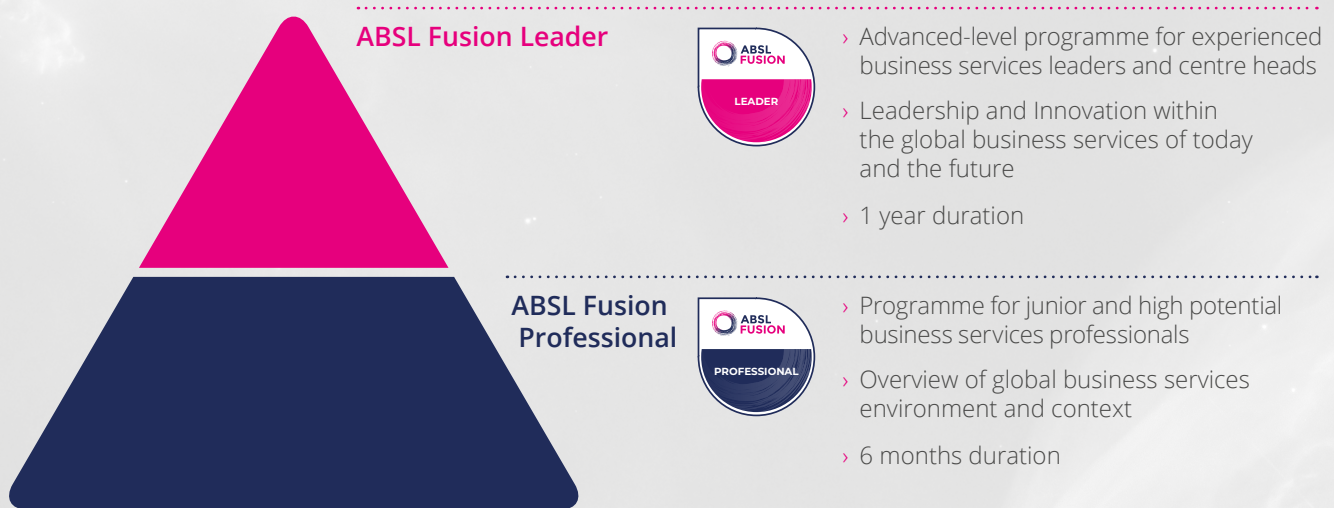 ABSL Fusion Leader
ABSL
FUSION
LEADER
› Advanced-level programme for experienced
business services leaders and centre heads
› Leadership and Innovation within
the global business services of today
and the future
› 1 year duration
ABSL Fusion
Professional
ABSL
FUSION
PROFESSIONAL
› Programme for junior and high potential
business services professionals
› Overview of global business services
environment and context
› 6 months duration